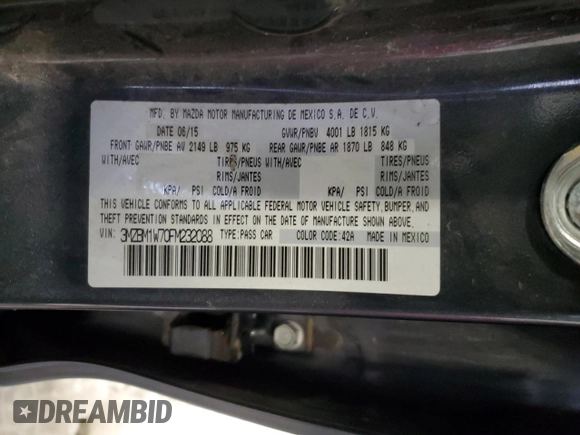 MFD. BY MAZDA MOTOR MANUFACTURING DE MEXICO S.A. DE C.V.
DATE 06/15 GVWR/PNBV 4001 LB 1815 KG
FRONT GAWR/PNBE AV 2149 LB 975 KG REAR GAWR/PNBE AR 1870 LB 848 KG
WITH/AVEC TIRES/PNEUS WITH/AVEC TIRES/PNEUS
RIMS/JANTES RIMS/JANTES
KPA/ PSI COLD/A FROID KPA/ PSI COLD/A FROID
THIS VEHICLE CONFORMS TO ALL APPLICABLE FEDERAL MOTOR VEHICLE SAFETY, BUMPER, AND
THEFT PREVENTION STANDARDS IN EFFECT ON THE DATE OF MANUFACTURE SHOWN ABOVE.
VIN: 3MZBM1W70FM232088 TYPE:PASS CAR COLOR CODE:42A MADE IN MEXICO
DREAMBID